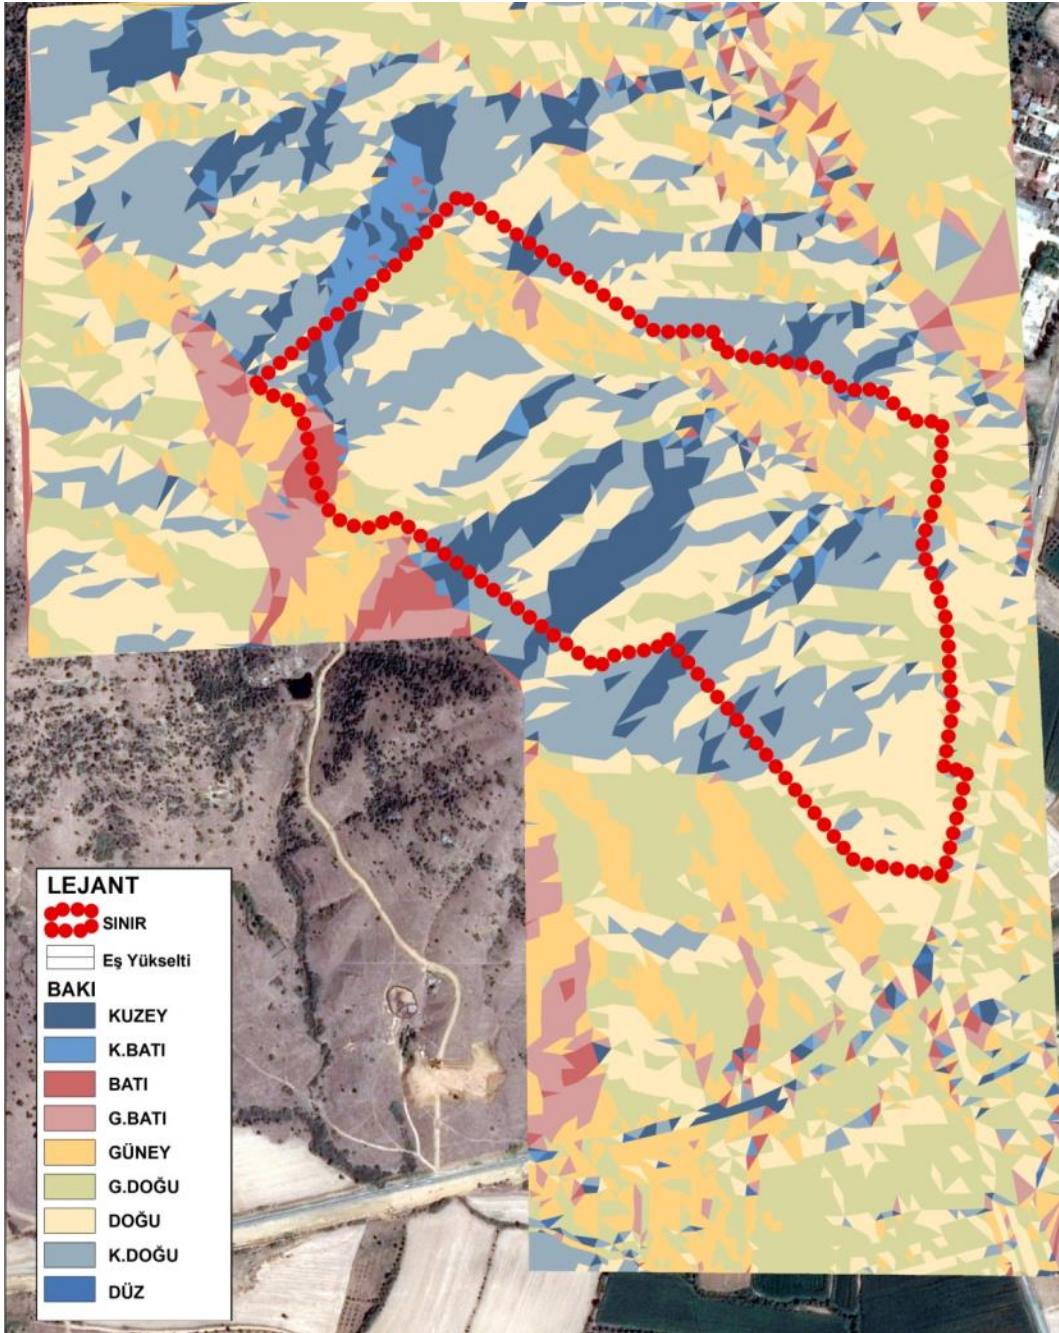 LEJANT
SINIR
Eş Yükselti
BAKI
KUZEY
K.BATI
BATI
G.BATI
GÜNEY
G.DOĞU
DOĞU
K.DOĞU
DÜZ